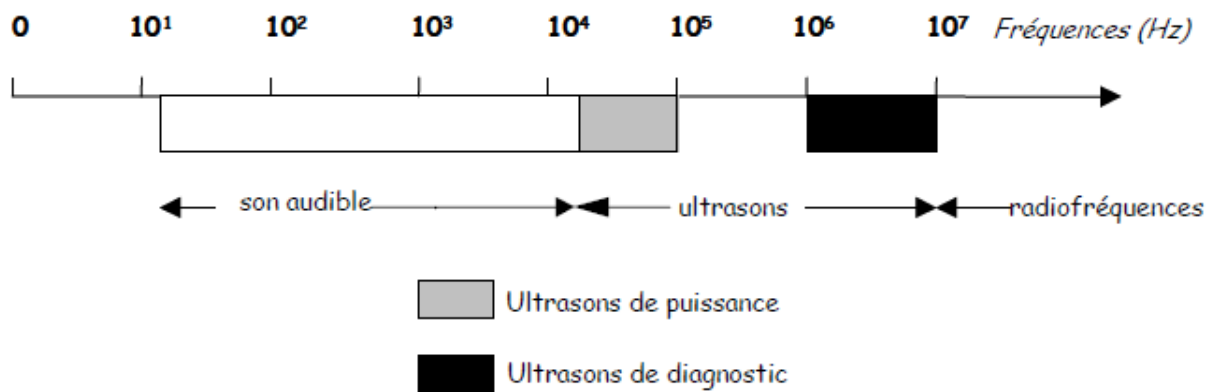 0 10¹ 10² 10³ 10⁴ 10⁵ 10⁶ 10⁷ Fréquences (Hz)
son audible ultrasons radiofréquences
Ultrasons de puissance
Ultrasons de diagnostic